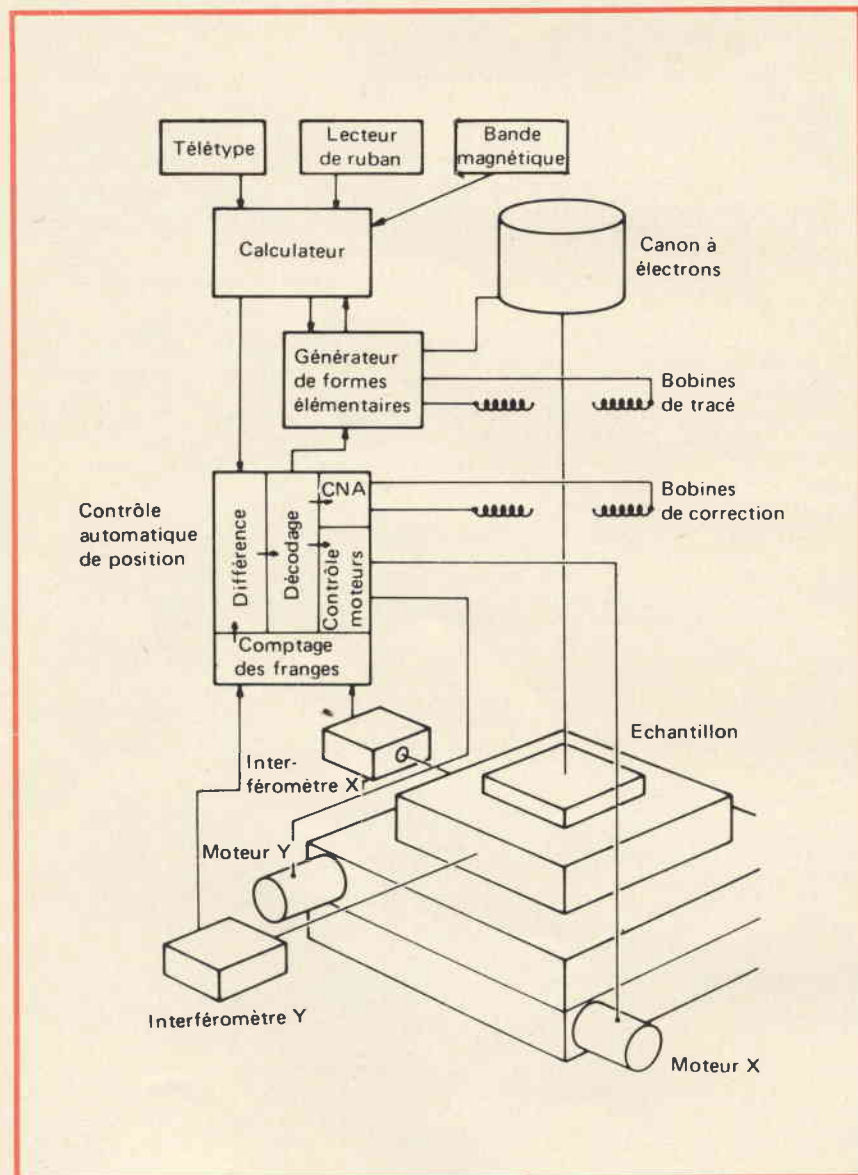 Télétype
Lecteur
de ruban
Bande
magnétique
Calculateur
Canon à
électrons
Générateur
de formes
élémentaires
Bobines
de tracé
Contrôle
automatique
de position
Différence
Décodage
CNA
Contrôle
moteurs
Bobines
de correction
Comptage
des franges
Inter-
féromètre X
Echantillon
Moteur Y
Interféromètre Y
Moteur X